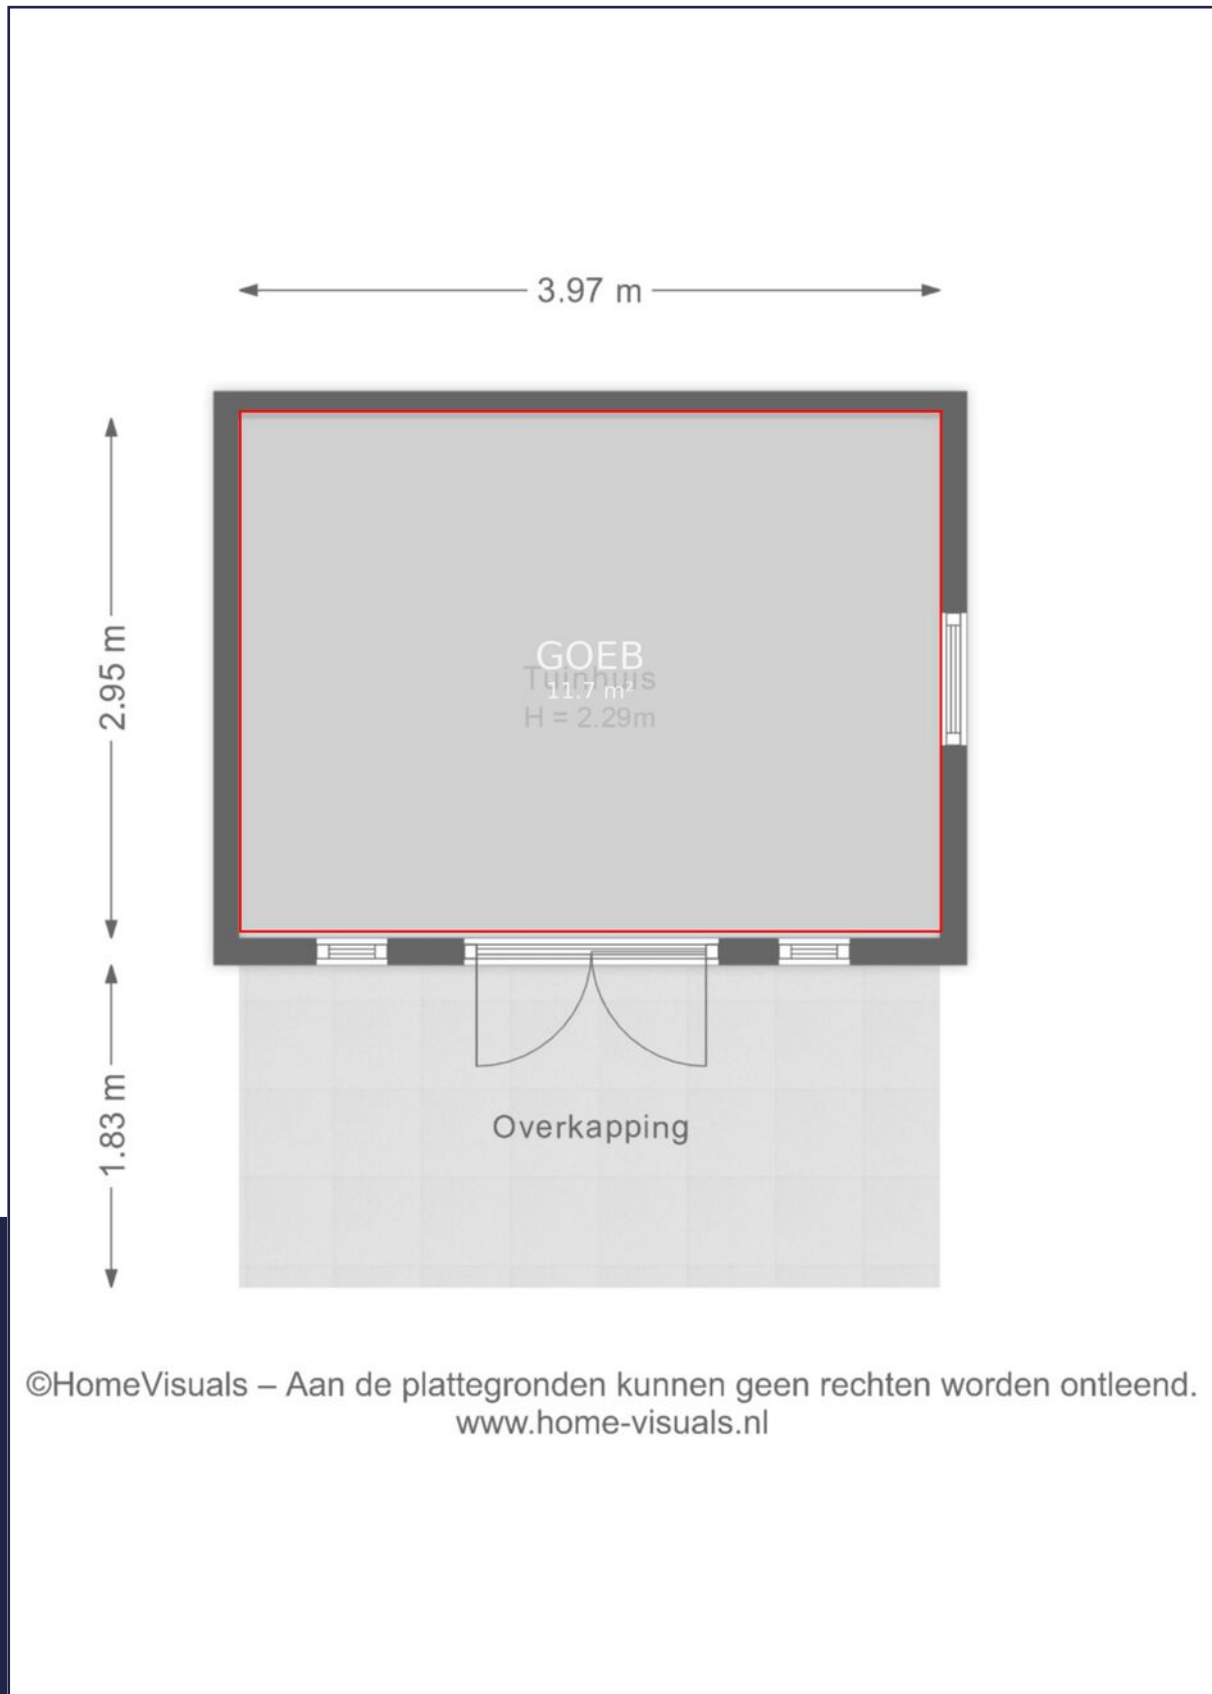 3.97 m
2.95 m
GOEB
Tuinhuis
11.7 m²
H = 2.29m
1.83 m
Overkapping
©HomeVisuals – Aan de plattegronden kunnen geen rechten worden ontleend.
www.home-visuals.nl